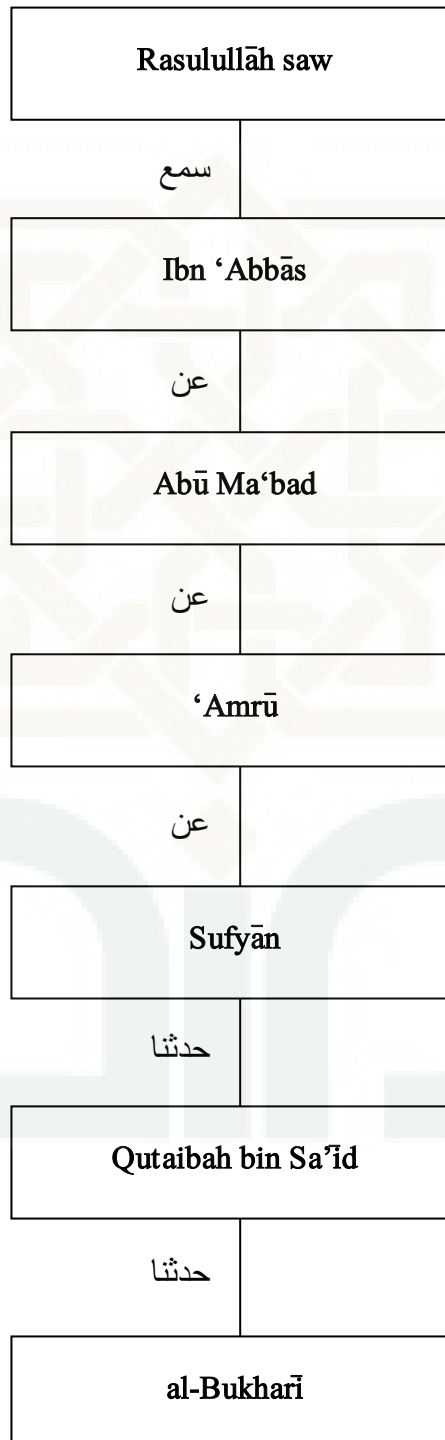 Rasulullāh saw
سمع
Ibn ‘Abbās
عن
Abū Ma‘bad
عن
‘Amrū
عن
Sufyān
حدثنا
Qutaibah bin Sa’īd
حدثنا
al-Bukharī